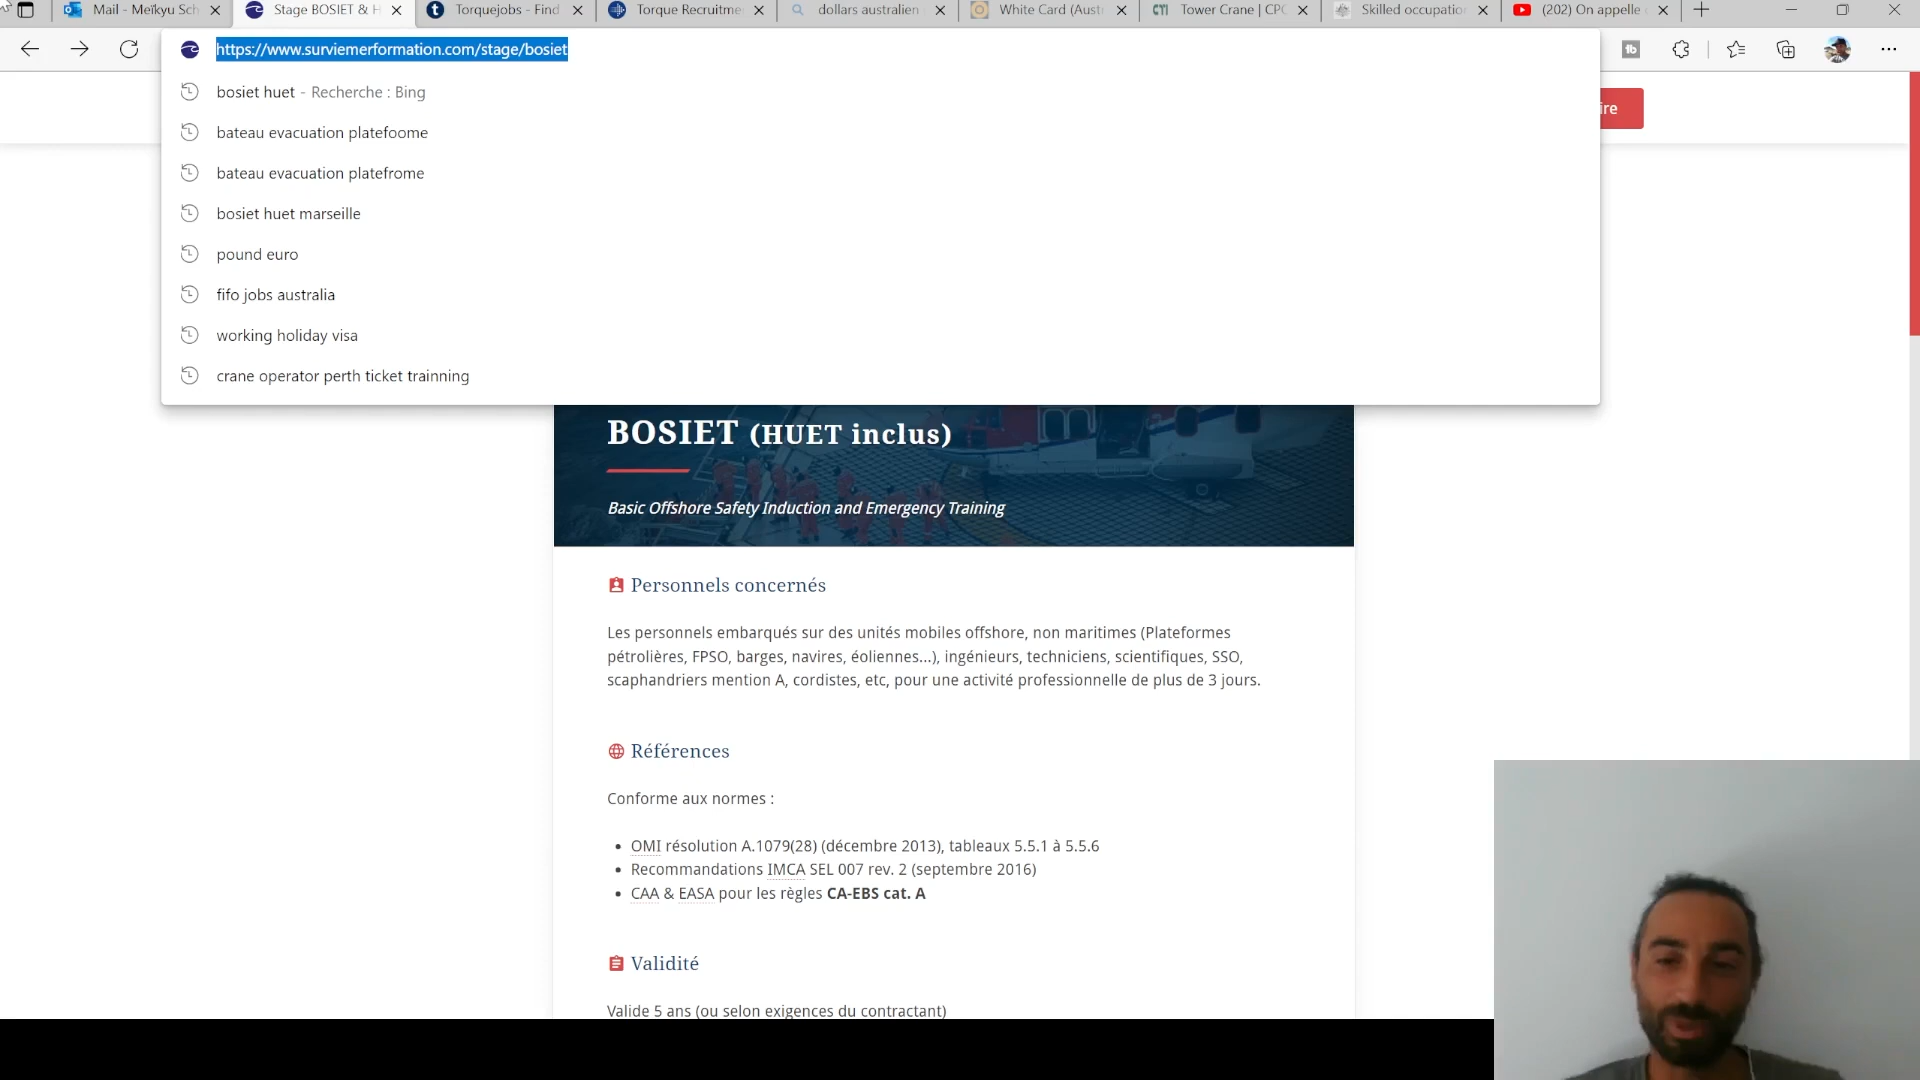 Mail - Meïkyu Sch
Stage BOSIET & H
Torquejobs - Find
Torque Recruitme
dollars australien
White Card (Austr
CTI
Tower Crane | CPC
Skilled occupatio
(202) On appelle
https://www.surviemerformation.com/stage/bosiet
bosiet huet - Recherche : Bing
bateau evacuation platefoome
bateau evacuation platefrome
bosiet huet marseille
pound euro
fifo jobs australia
working holiday visa
crane operator perth ticket trainning
tb
ire
BOSIET (HUET inclus)
Basic Offshore Safety Induction and Emergency Training
Personnels concernés
Les personnels embarqués sur des unités mobiles offshore, non maritimes (Plateformes
pétrolières, FPSO, barges, navires, éoliennes...), ingénieurs, techniciens, scientifiques, SSO,
scaphandriers mention A, cordistes, etc, pour une activité professionnelle de plus de 3 jours.
Références
Conforme aux normes :
OMI résolution A.1079(28) (décembre 2013), tableaux 5.5.1 à 5.5.6
Recommandations IMCA SEL 007 rev. 2 (septembre 2016)
CAA & EASA pour les règles CA-EBS cat. A
Validité
Valide 5 ans (ou selon exigences du contractant)